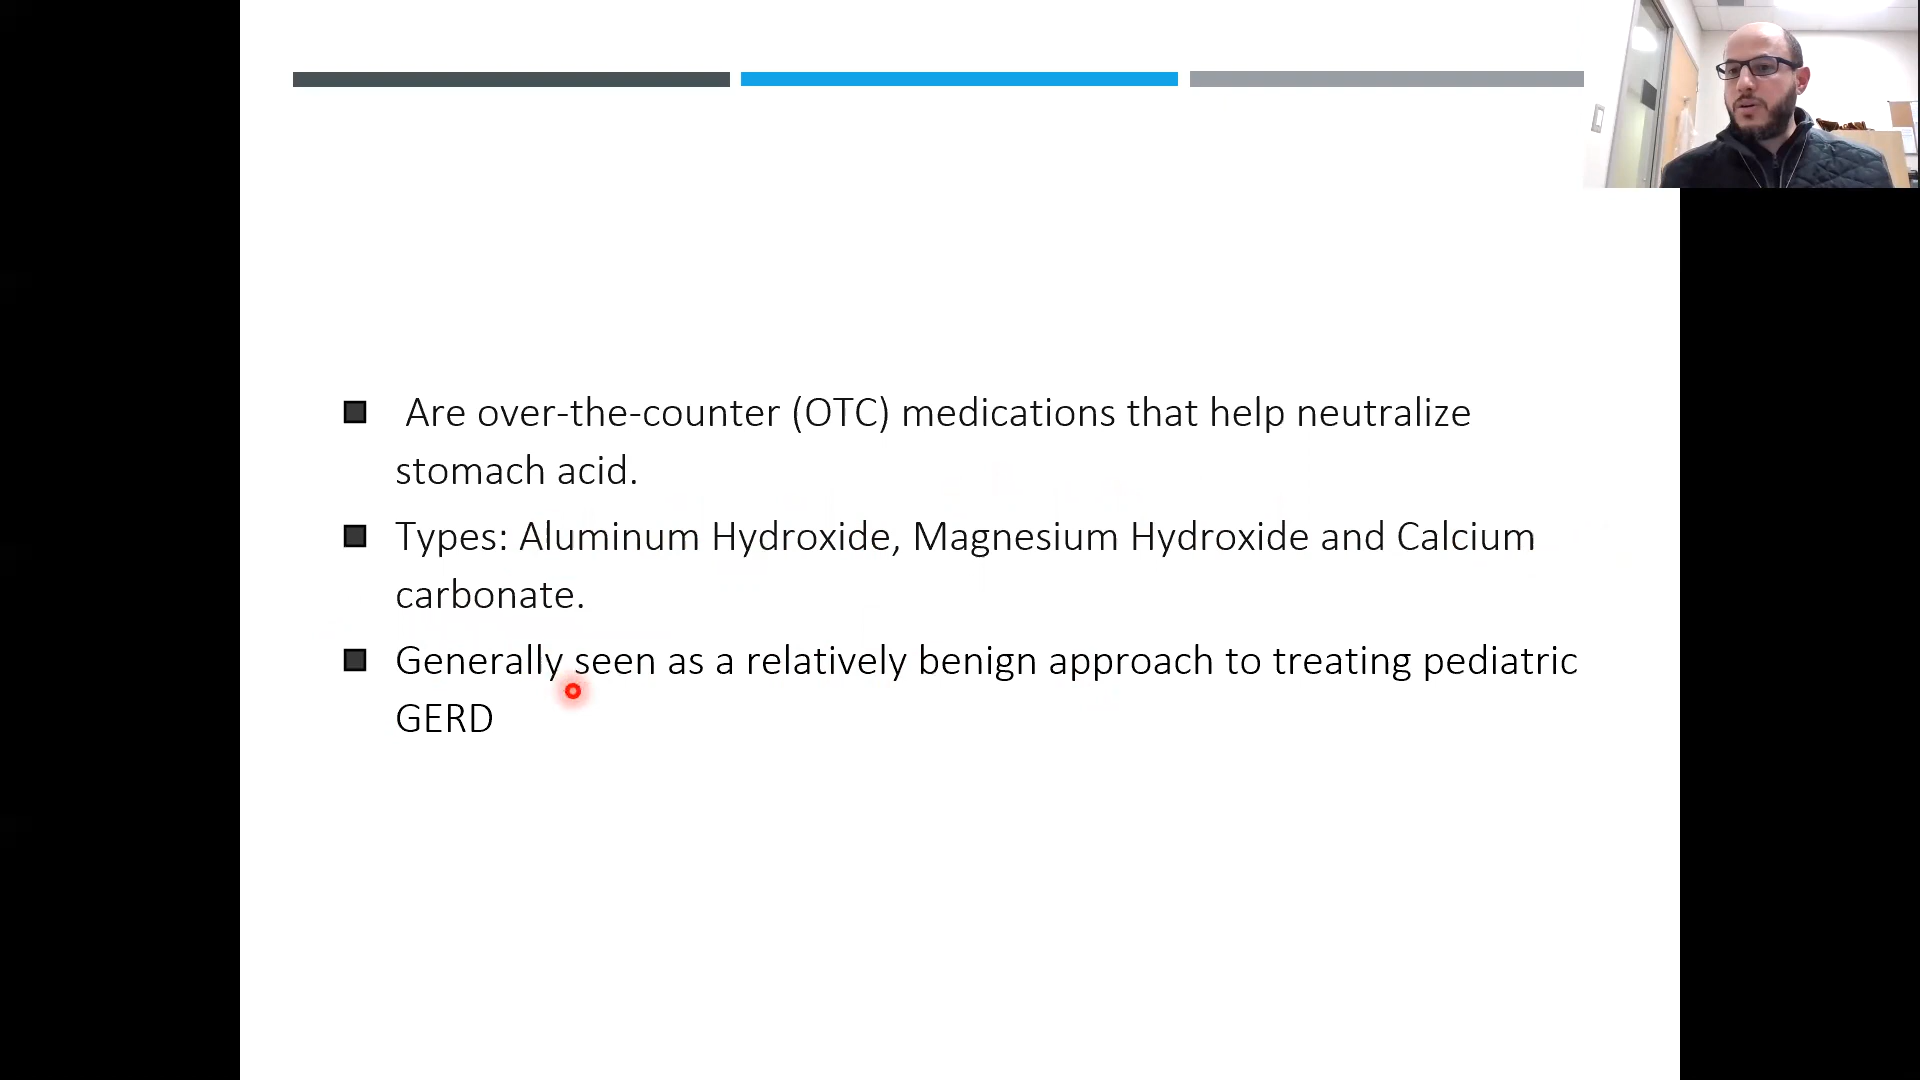 Are over-the-counter (OTC) medications that help neutralize
stomach acid.
Types: Aluminum Hydroxide, Magnesium Hydroxide and Calcium
carbonate.
Generally seen as a relatively benign approach to treating pediatric
GERD